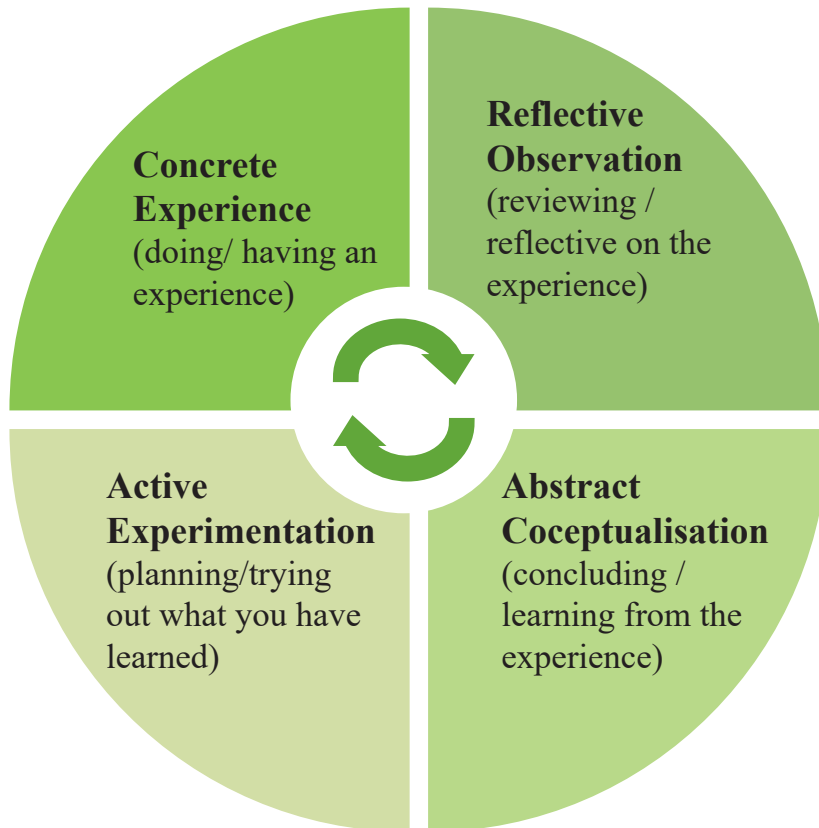 Concrete
Experience
(doing/ having an
experience)
Reflective
Observation
(reviewing /
reflective on the
experience)
Abstract
Coceptualisation
(concluding /
learning from the
experience)
Active
Experimentation
(planning/trying
out what you have
learned)